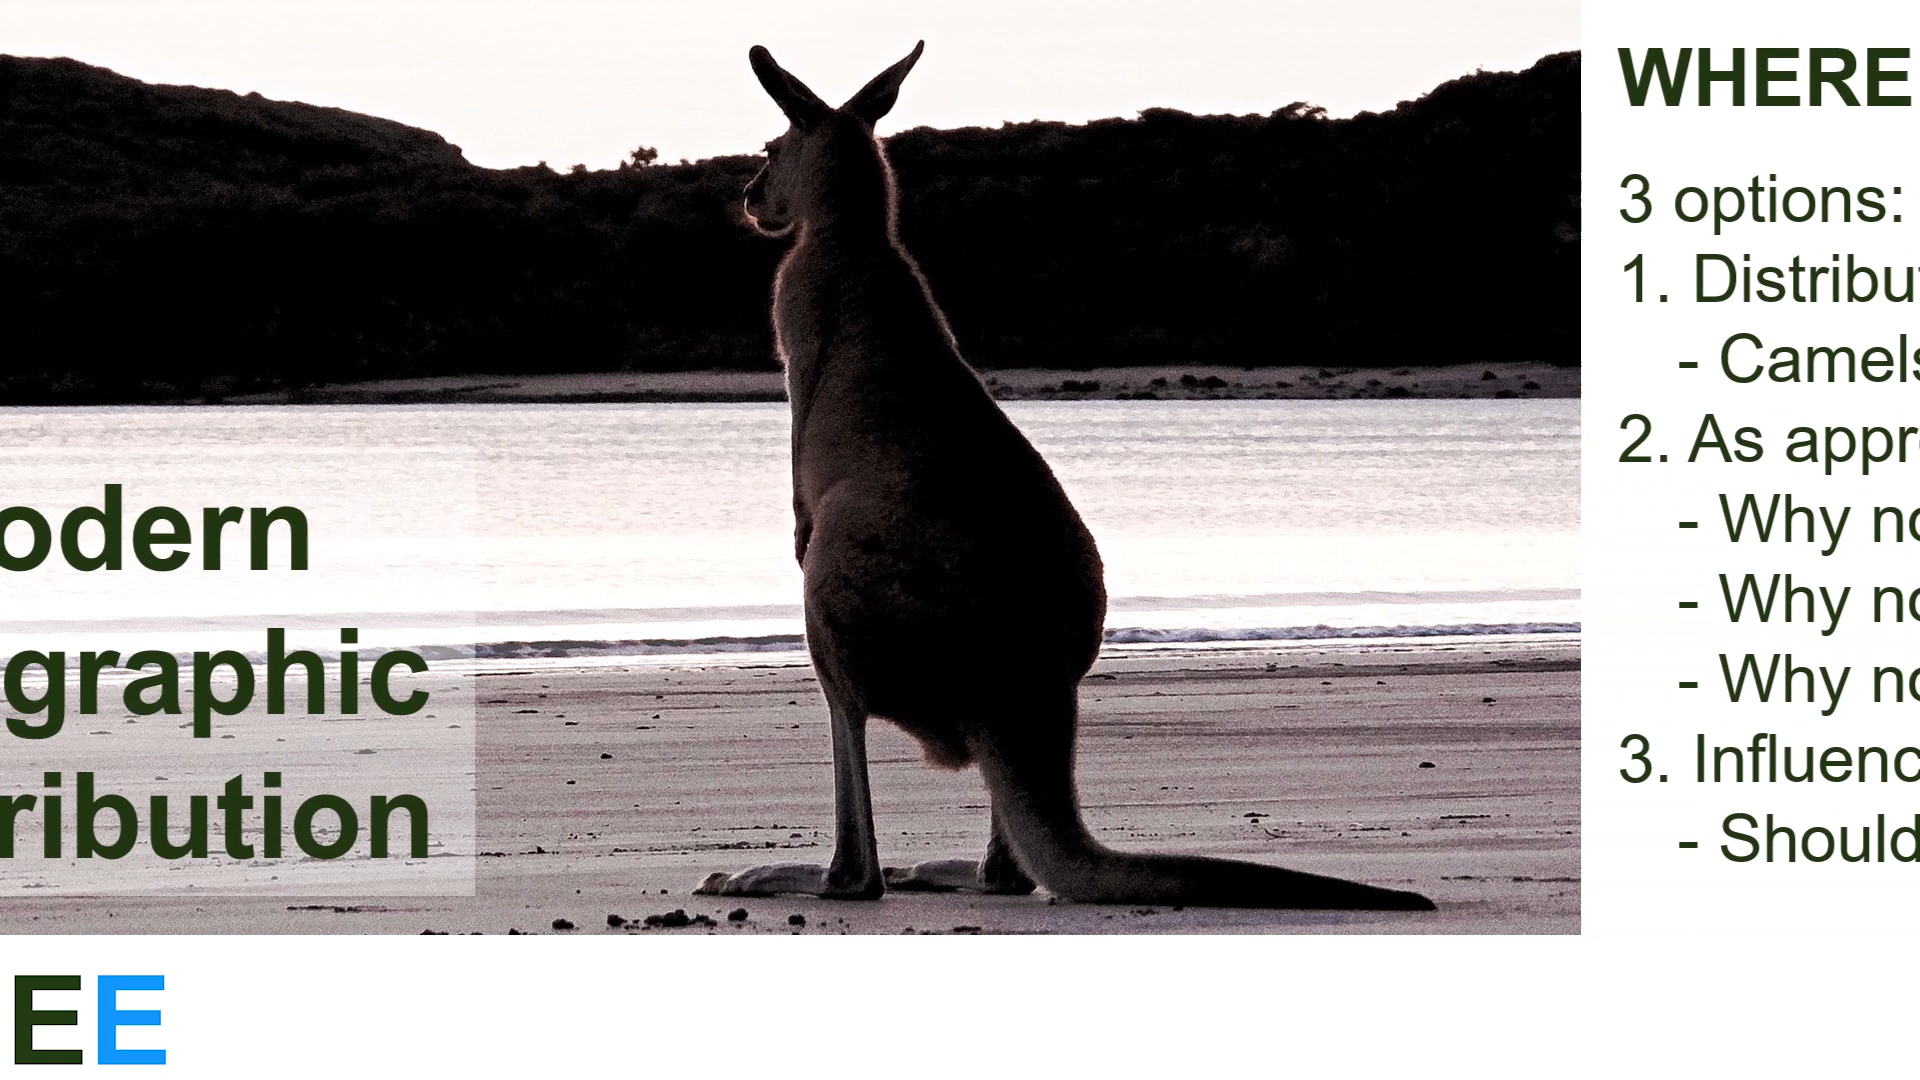 odern
graphic
ribution
EE
WHERE
3 options:
1. Distribu
- Camels
2. As appr
- Why no
- Why no
- Why no
3. Influenc
- Should